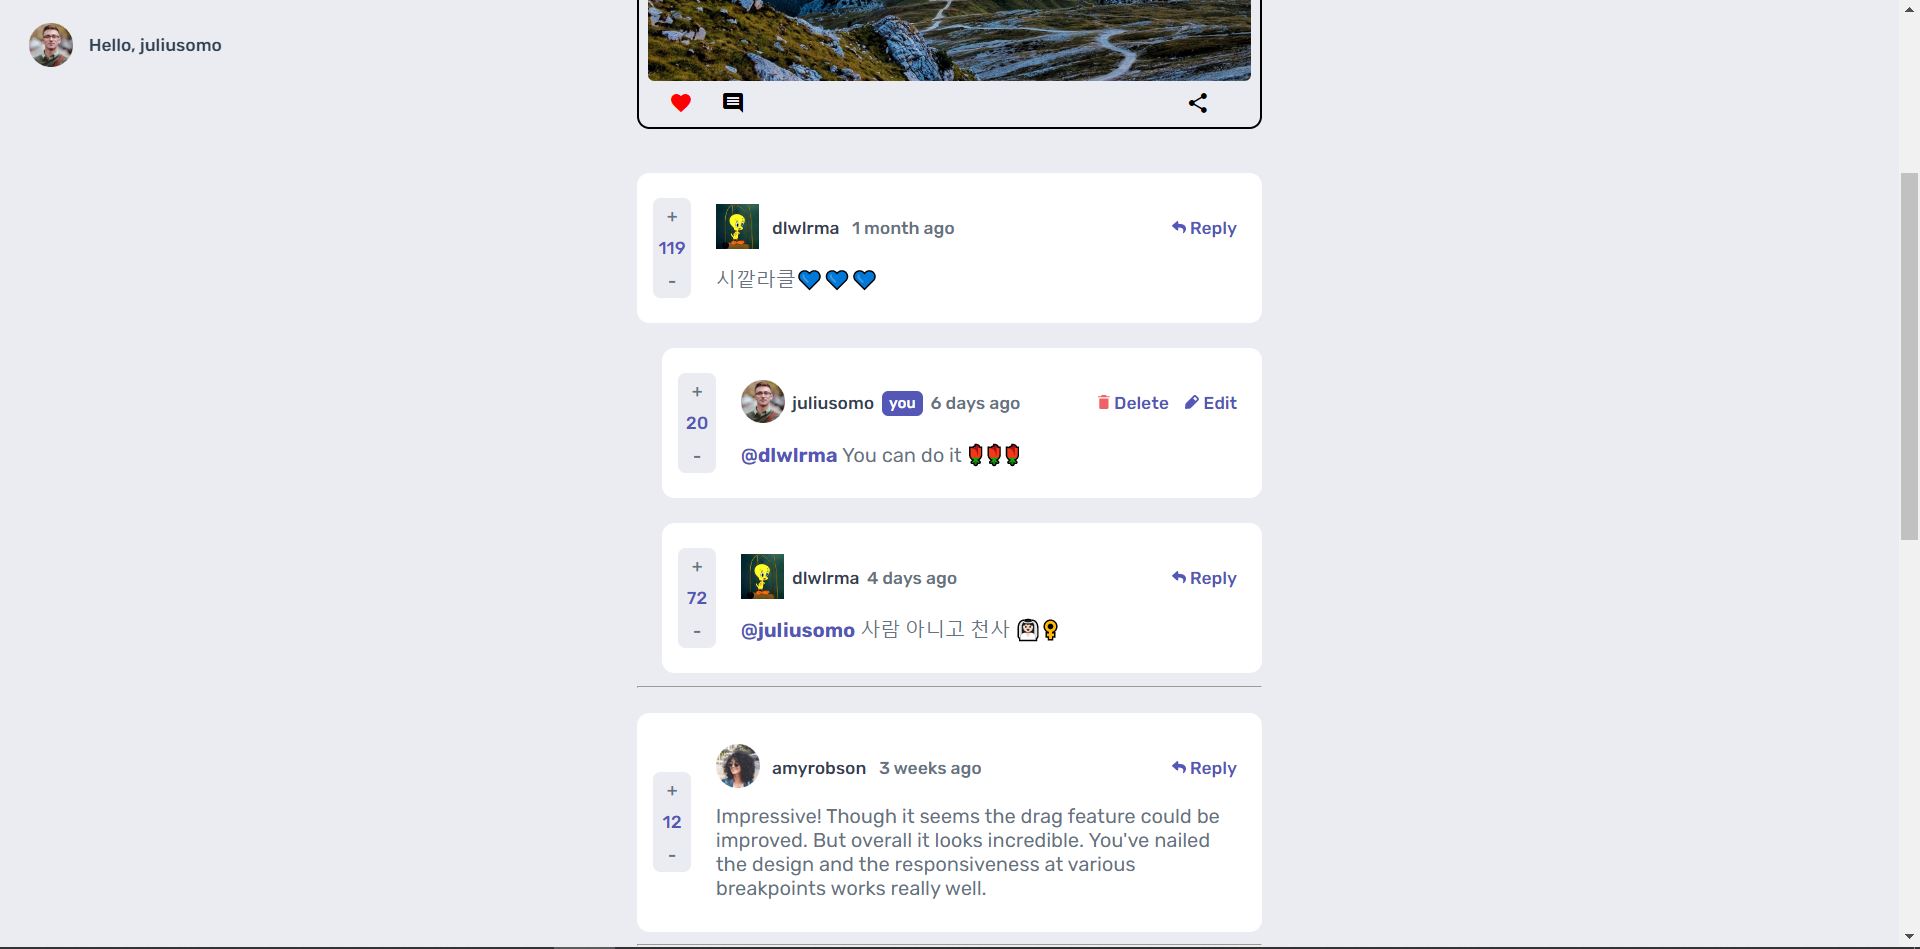 Hello, juliusomo
+
119
-
dlwlrma 1 month ago
Reply
시깥라클💙💙💙
+
20
-
juliusomo you 6 days ago
Delete Edit
@dlwlrma You can do it 🌹🌹🌹
+
72
-
dlwlrma 4 days ago
Reply
@juliusomo 사람 아니고 천사 👰🏻‍♀
+
12
-
amyrobson 3 weeks ago
Reply
Impressive! Though it seems the drag feature could be
improved. But overall it looks incredible. You've nailed
the design and the responsiveness at various
breakpoints works really well.